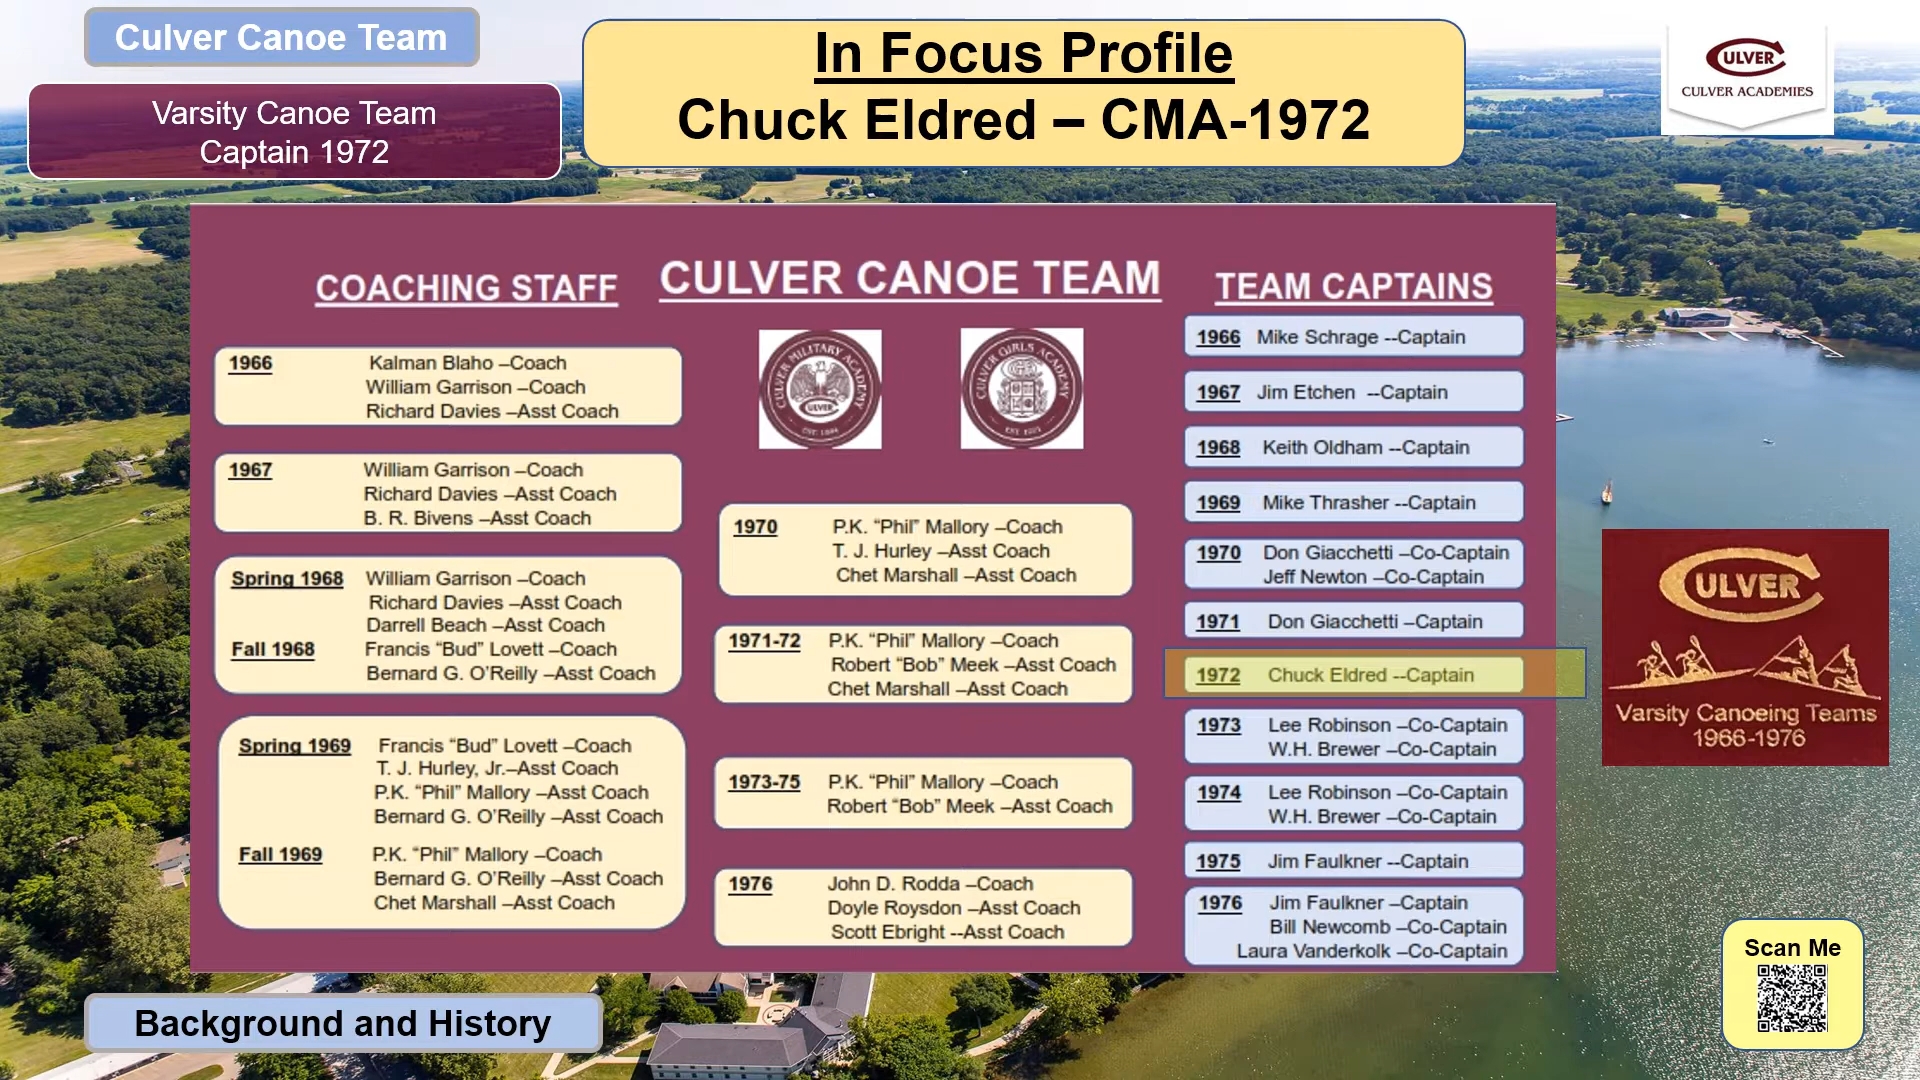 Culver Canoe Team
Varsity Canoe Team
Captain 1972
In Focus Profile
Chuck Eldred – CMA-1972
CULVER
CULVER ACADEMIES
COACHING STAFF
1966 Kalman Blaho –Coach
William Garrison –Coach
Richard Davies –Asst Coach
1967 William Garrison –Coach
Richard Davies –Asst Coach
B. R. Bivens –Asst Coach
Spring 1968 William Garrison –Coach
Richard Davies –Asst Coach
Darrell Beach –Asst Coach
Fall 1968 Francis “Bud” Lovett –Coach
Bernard G. O’Reilly –Asst Coach
Spring 1969 Francis “Bud” Lovett –Coach
T. J. Hurley, Jr.–Asst Coach
P.K. “Phil” Mallory –Asst Coach
Bernard G. O’Reilly –Asst Coach
Fall 1969 P.K. “Phil” Mallory –Coach
Bernard G. O’Reilly –Asst Coach
Chet Marshall –Asst Coach
CULVER CANOE TEAM
CULVER MILITARY ACADEMY
CULVER
EST 1894
CULVER GIRLS ACADEMY
1970 P.K. “Phil” Mallory –Coach
T. J. Hurley –Asst Coach
Chet Marshall –Asst Coach
1971-72 P.K. “Phil” Mallory –Coach
Robert “Bob” Meek –Asst Coach
Chet Marshall –Asst Coach
1973-75 P.K. “Phil” Mallory –Coach
Robert “Bob” Meek –Asst Coach
1976 John D. Rodda –Coach
Doyle Roysdon –Asst Coach
Scott Ebright --Asst Coach
TEAM CAPTAINS
1966 Mike Schrage --Captain
1967 Jim Etchen --Captain
1968 Keith Oldham --Captain
1969 Mike Thrasher --Captain
1970 Don Giacchetti –Co-Captain
Jeff Newton –Co-Captain
1971 Don Giacchetti –Captain
1972 Chuck Eldred --Captain
1973 Lee Robinson –Co-Captain
W.H. Brewer –Co-Captain
1974 Lee Robinson –Co-Captain
W.H. Brewer –Co-Captain
1975 Jim Faulkner --Captain
1976 Jim Faulkner –Captain
Bill Newcomb –Co-Captain
Laura Vanderkolk –Co-Captain
CULVER
Varsity Canoeing Teams
1966-1976
Scan Me
Background and History